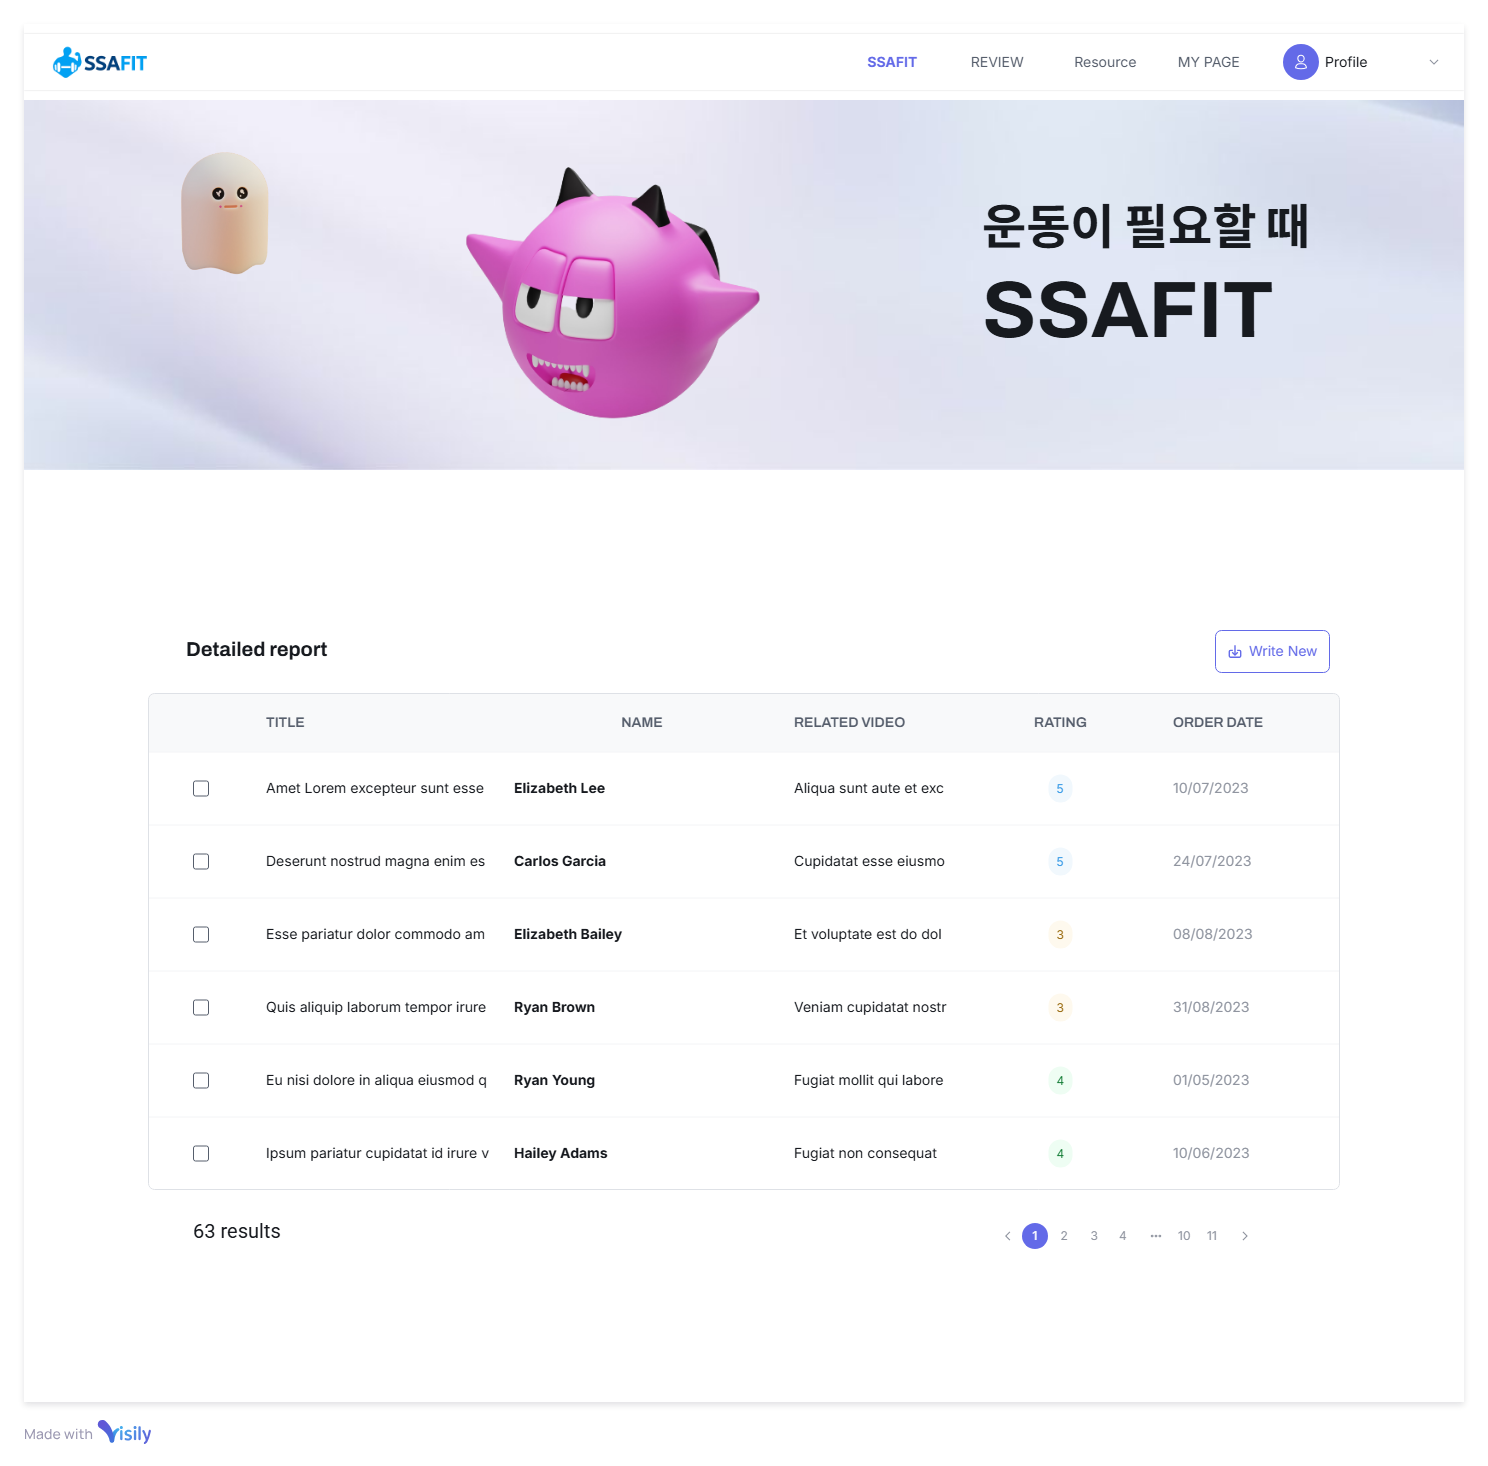 SSAFIT
SSAFIT REVIEW Resource MY PAGE Profile
운동이 필요할 때
SSAFIT
Detailed report
Write New
TITLE NAME RELATED VIDEO RATING ORDER DATE
Amet Lorem excepteur sunt esse Elizabeth Lee Aliqua sunt aute et exc 5 10/07/2023
Deserunt nostrud magna enim es Carlos Garcia Cupidatat esse eiusmo 5 24/07/2023
Esse pariatur dolor commodo am Elizabeth Bailey Et voluptate est do dol 3 08/08/2023
Quis aliquip laborum tempor irure Ryan Brown Veniam cupidatat nostr 3 31/08/2023
Eu nisi dolore in aliqua eiusmod q Ryan Young Fugiat mollit qui labore 4 01/05/2023
Ipsum pariatur cupidatat id irure v Hailey Adams Fugiat non consequat 4 10/06/2023
63 results
1 2 3 4 ••• 10 11
Made with Visily